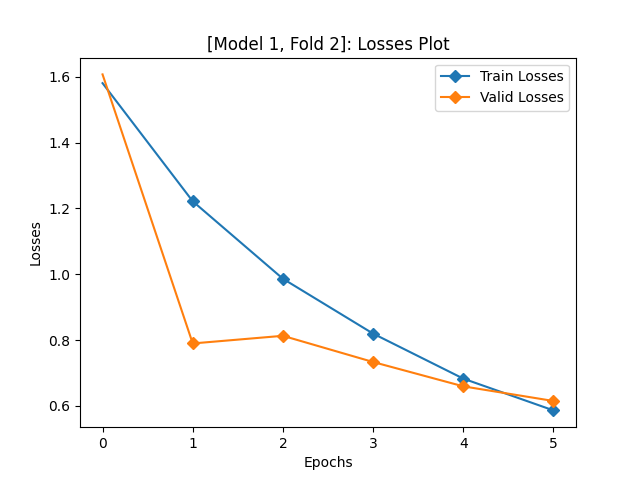 [Model 1, Fold 2]: Losses Plot
Train Losses
Valid Losses
Losses
1.6
1.4
1.2
1.0
0.8
0.6
0 1 2 3 4 5
Epochs